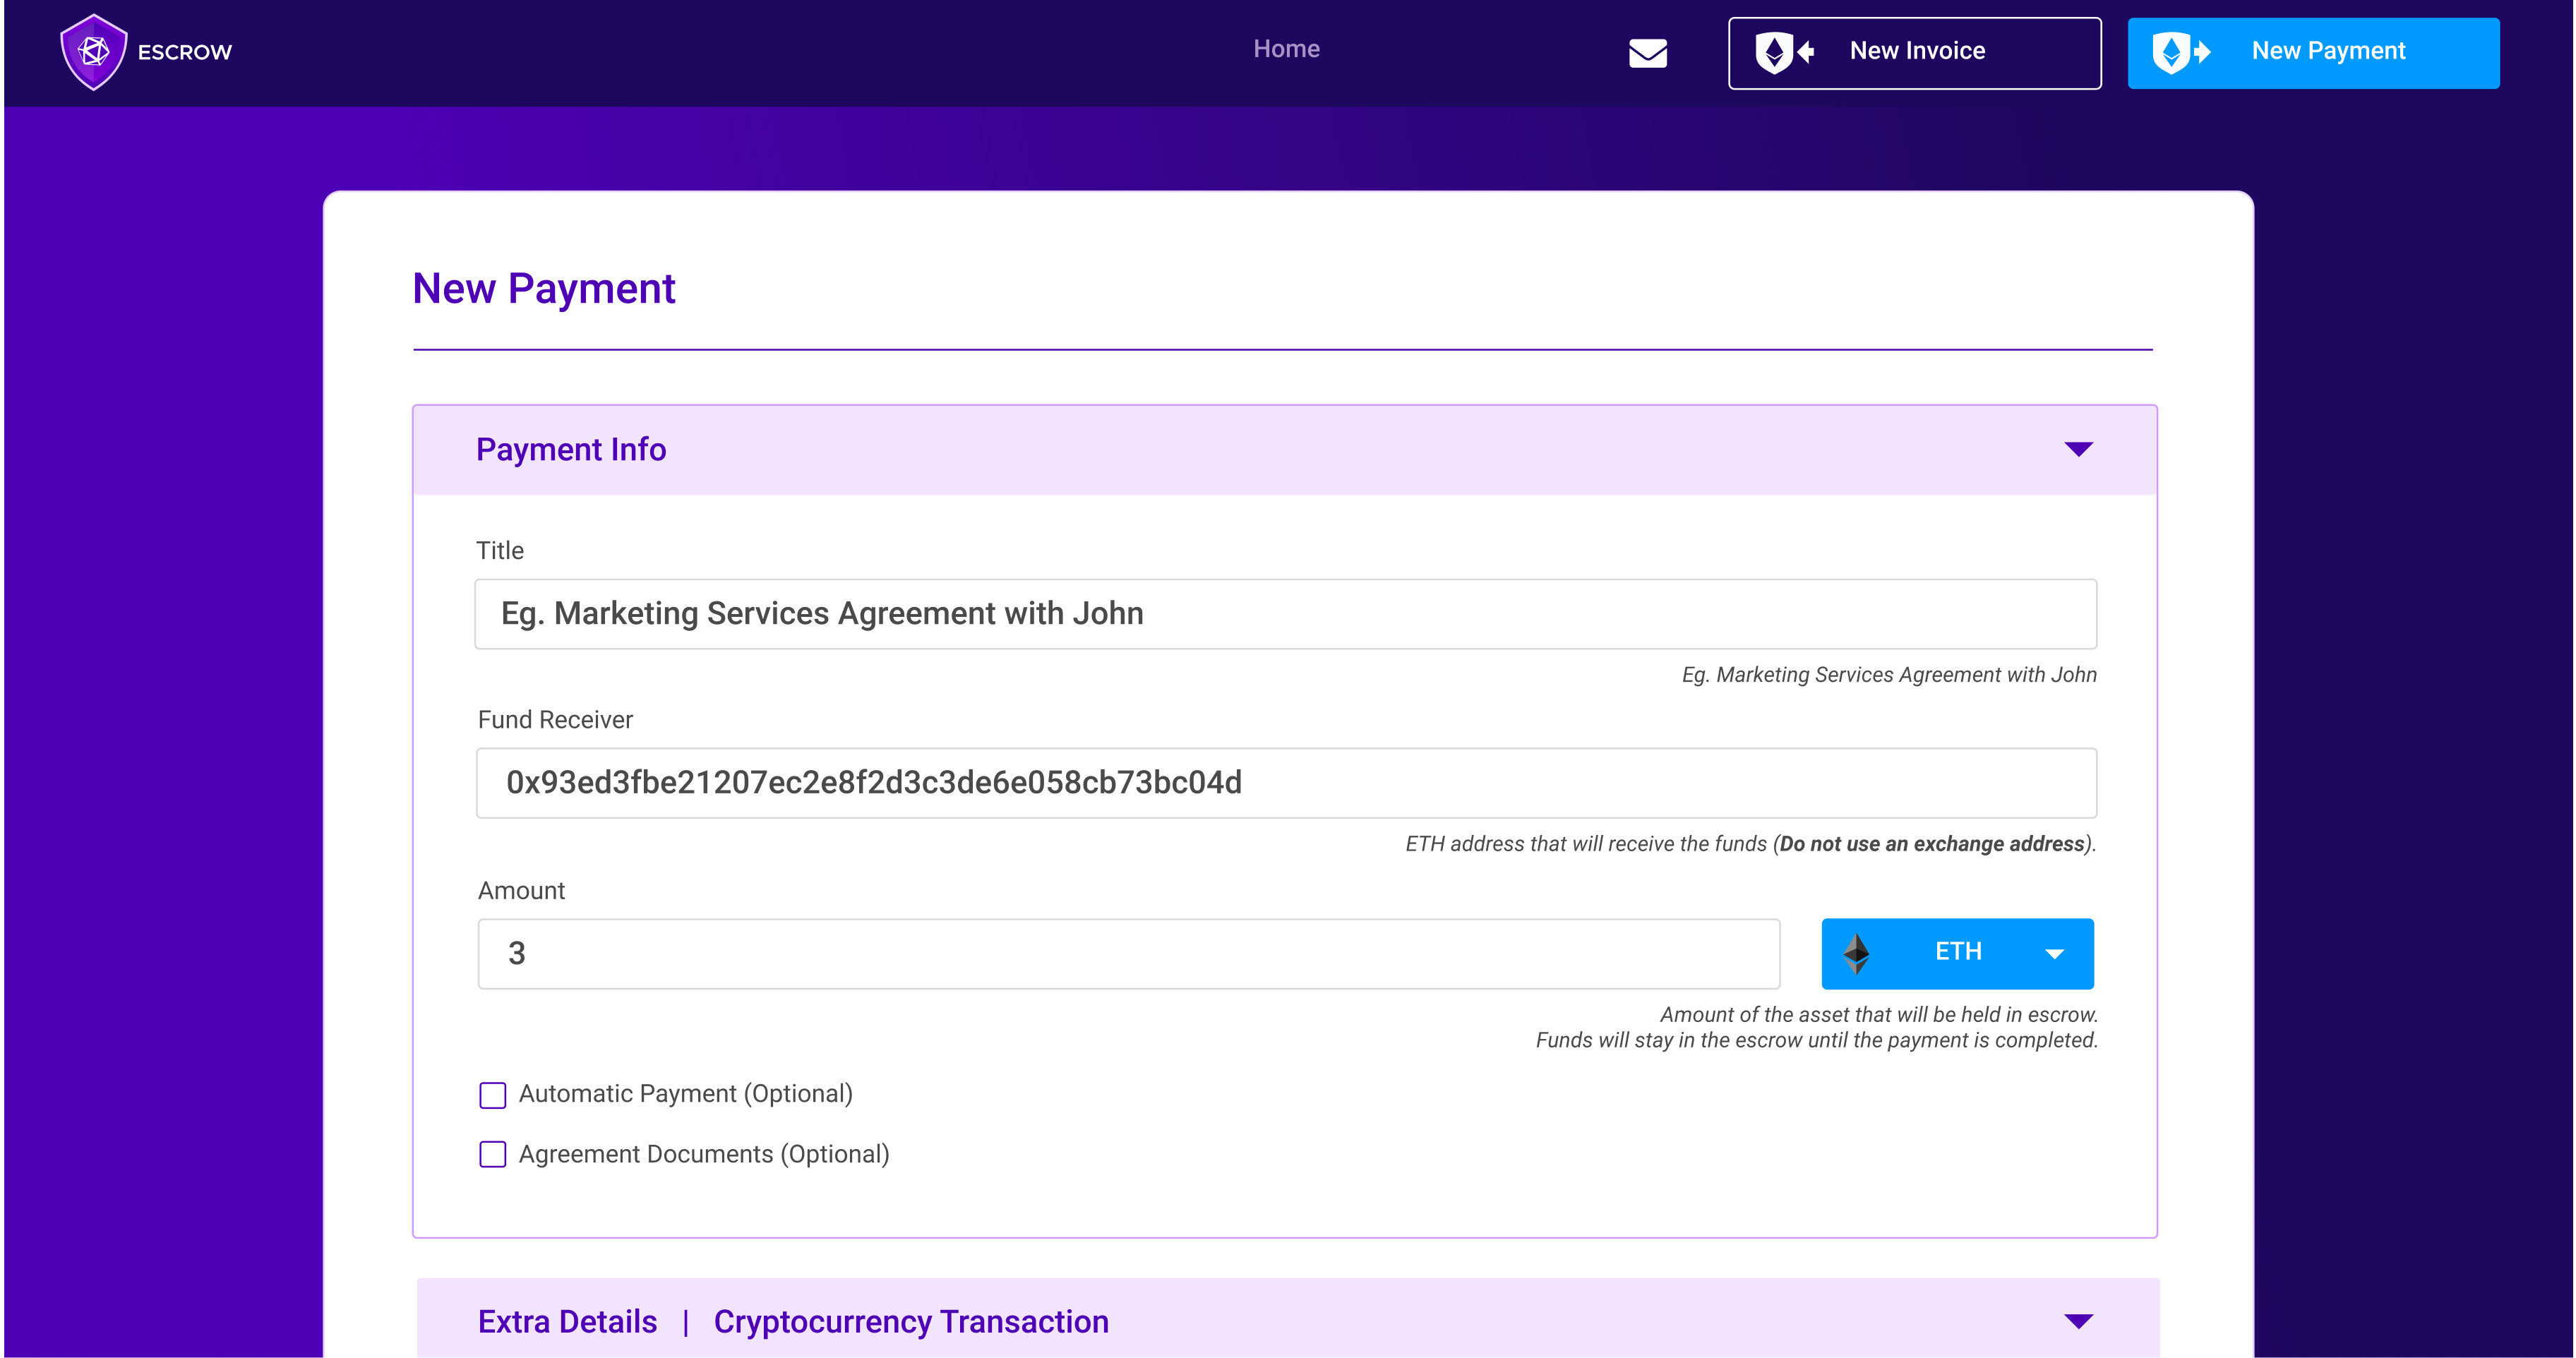 ESCROW
Home
New Invoice
New Payment
New Payment
Payment Info
Title
Eg. Marketing Services Agreement with John
Eg. Marketing Services Agreement with John
Fund Receiver
0x93ed3fbe21207ec2e8f2d3c3de6e058cb73bc04d
ETH address that will receive the funds (Do not use an exchange address).
Amount
3
ETH
Amount of the asset that will be held in escrow.
Funds will stay in the escrow until the payment is completed.
Automatic Payment (Optional)
Agreement Documents (Optional)
Extra Details | Cryptocurrency Transaction